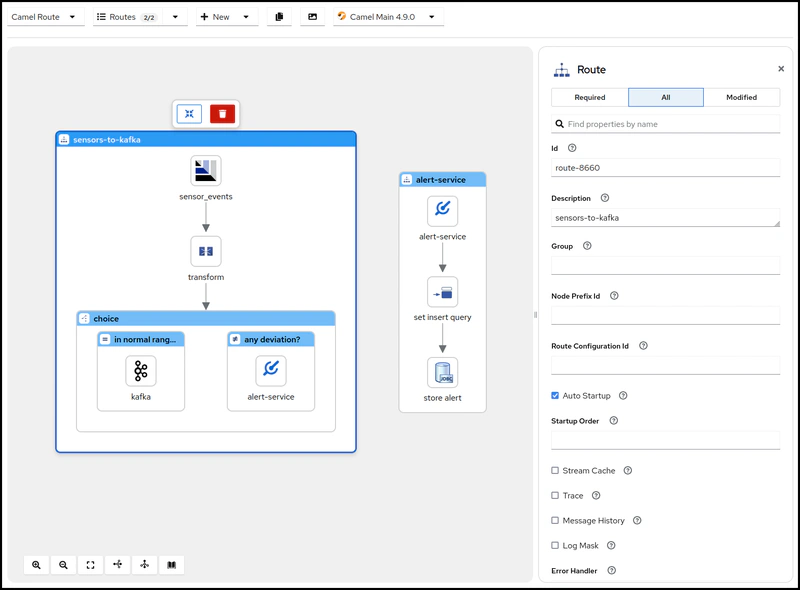 Camel Route
Routes 2/2
New
Camel Main 4.9.0
sensors-to-kafka
sensor_events
transform
choice
in normal rang...
kafka
any deviation?
alert-service
alert-service
alert-service
set insert query
JDBC
store alert
Route
Required
All
Modified
Find properties by name
Id
route-8660
Description
sensors-to-kafka
Group
Node Prefix Id
Route Configuration Id
Auto Startup
Startup Order
Stream Cache
Trace
Message History
Log Mask
Error Handler